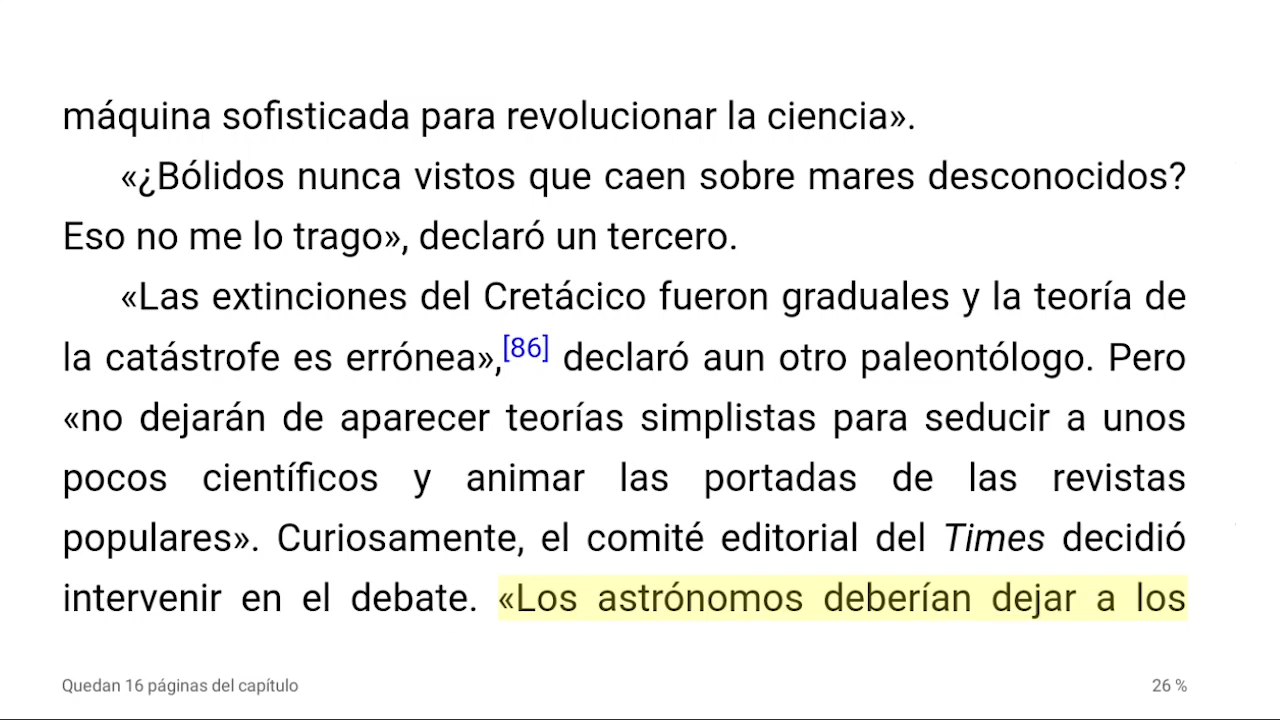 máquina sofisticada para revolucionar la ciencia».
«¿Bólidos nunca vistos que caen sobre mares desconocidos?
Eso no me lo trago», declaró un tercero.
«Las extinciones del Cretácico fueron graduales y la teoría de
la catástrofe es errónea»,[86] declaró aun otro paleontólogo. Pero
«no dejarán de aparecer teorías simplistas para seducir a unos
pocos científicos y animar las portadas de las revistas
populares». Curiosamente, el comité editorial del Times decidió
intervenir en el debate. «Los astrónomos deberían dejar a los
Quedan 16 páginas del capítulo
26 %